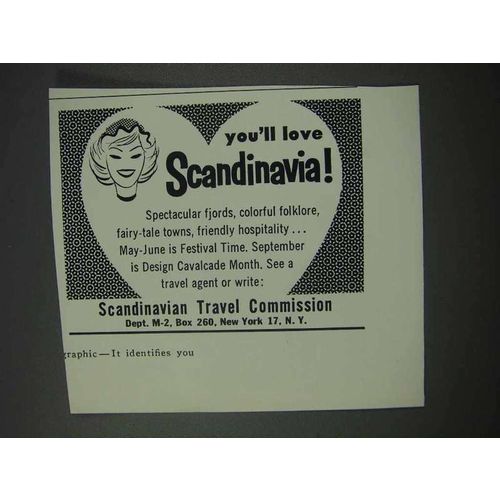 you'll love
Scandinavia!
Spectacular fjords, colorful folklore,
fairy-tale towns, friendly hospitality...
May-June is Festival Time. September
is Design Cavalcade Month. See a
travel agent or write:
Scandinavian Travel Commission
Dept. M-2, Box 260, New York 17, N. Y.
graphic—It identifies you